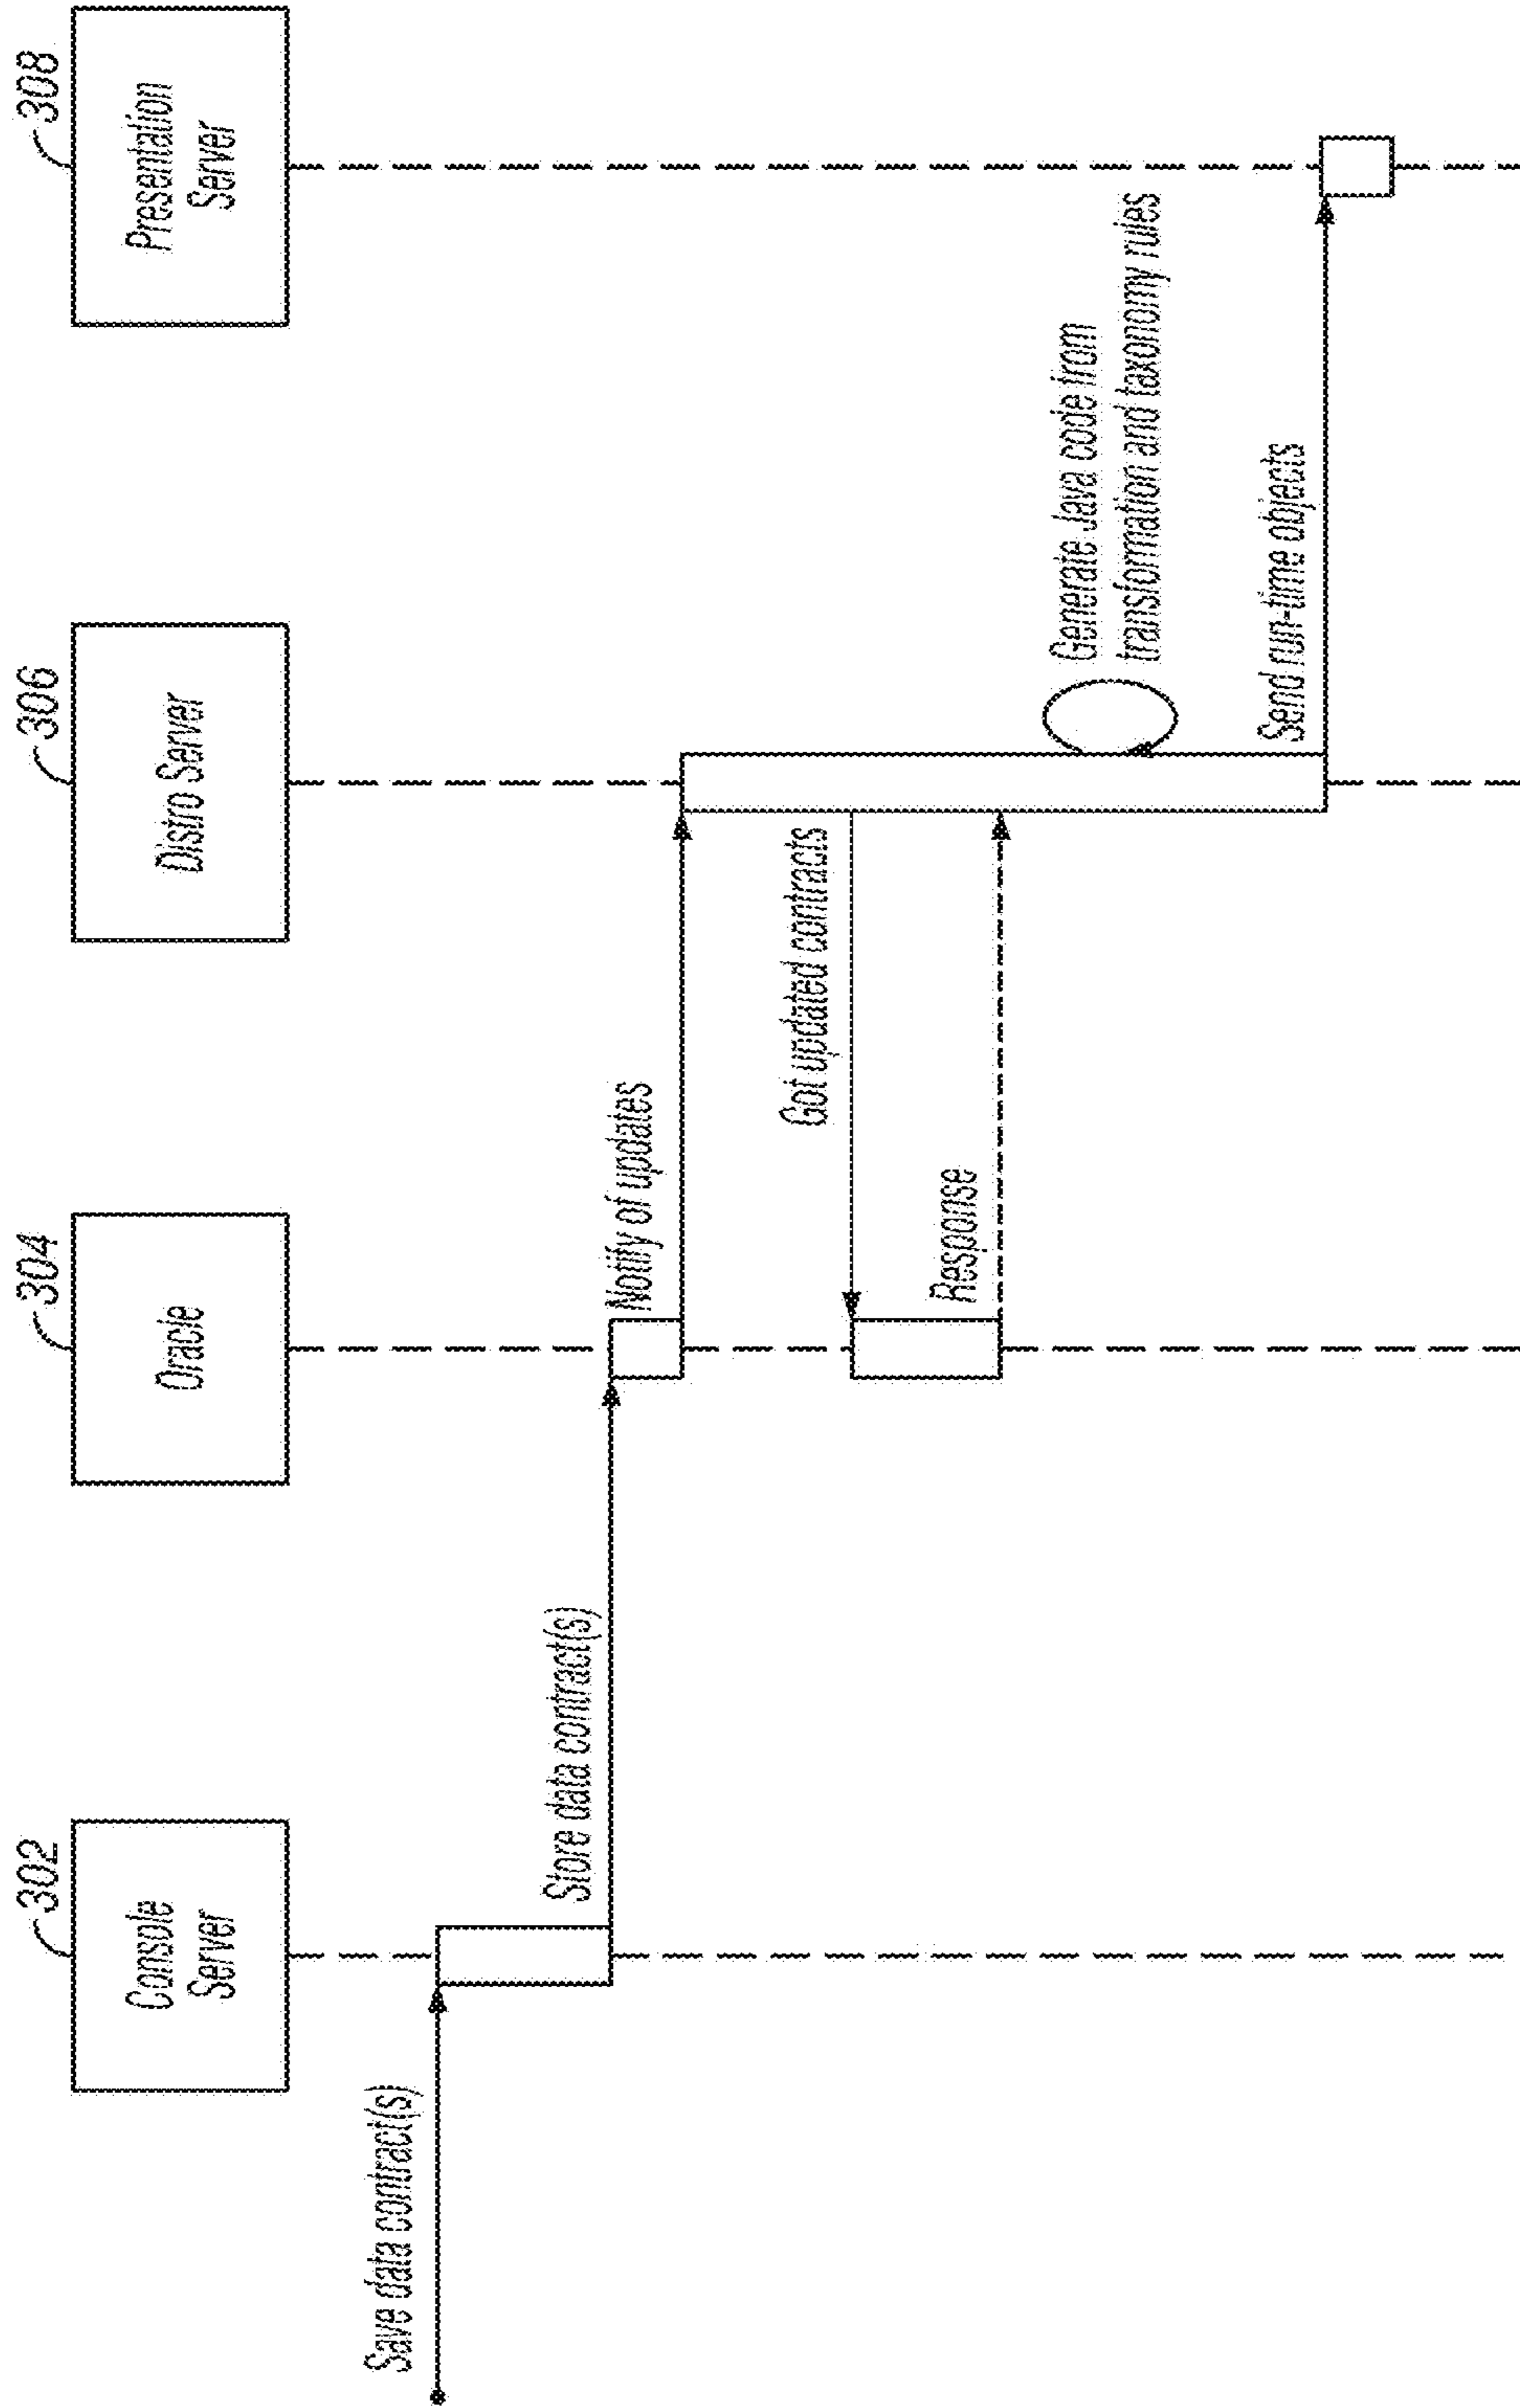 302
Console
Server
304
Oracle
306
Distro Server
308
Presentation
Server
Save data contract(s)
Store data contract(s)
Notify of updates
Got updated contracts
Response
Generate Java code from
transformation and taxonomy rules
Send run-time objects